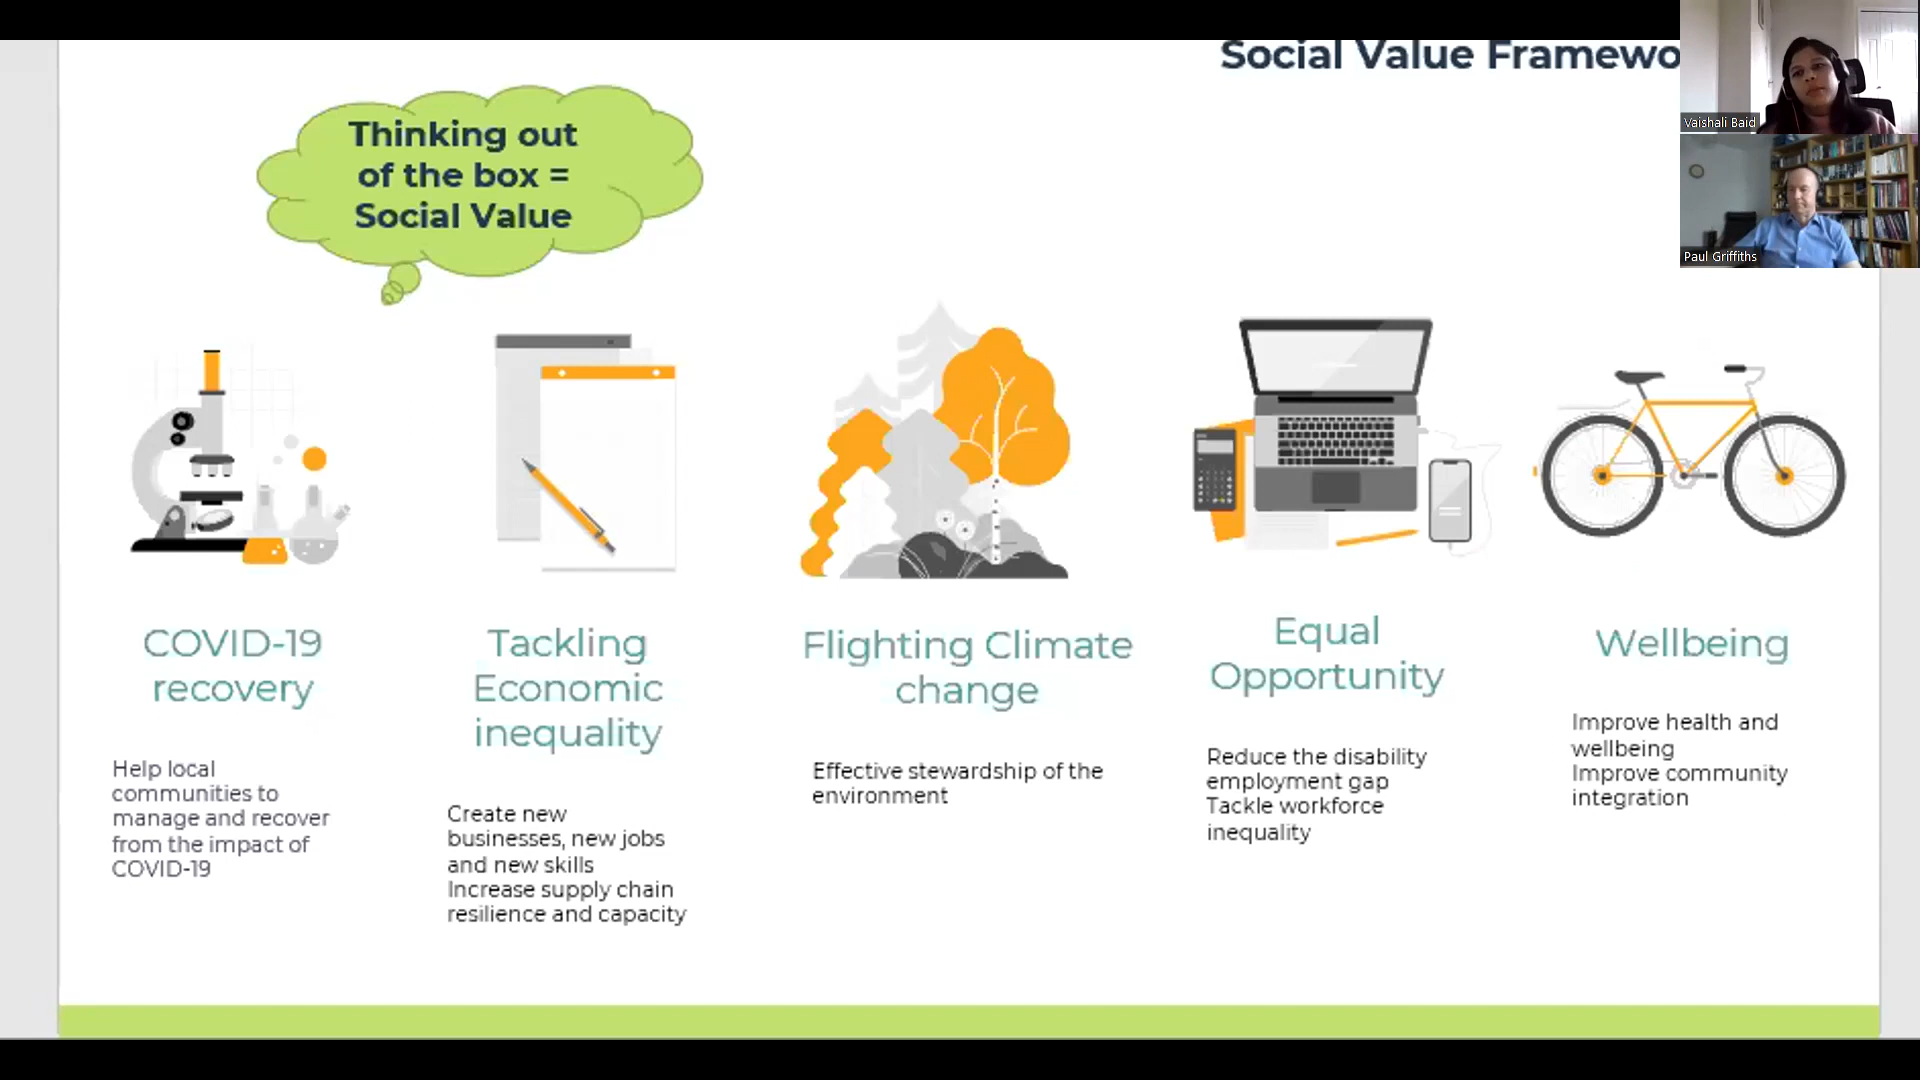 Social Value Framewo
Vaishali Baid
Paul Griffiths
Thinking out
of the box =
Social Value
COVID-19
recovery
Help local
communities to
manage and recover
from the impact of
COVID-19
Tackling
Economic
inequality
Create new
businesses, new jobs
and new skills
Increase supply chain
resilience and capacity
Flighting Climate
change
Effective stewardship of the
environment
Equal
Opportunity
Reduce the disability
employment gap
Tackle workforce
inequality
Wellbeing
Improve health and
wellbeing
Improve community
integration